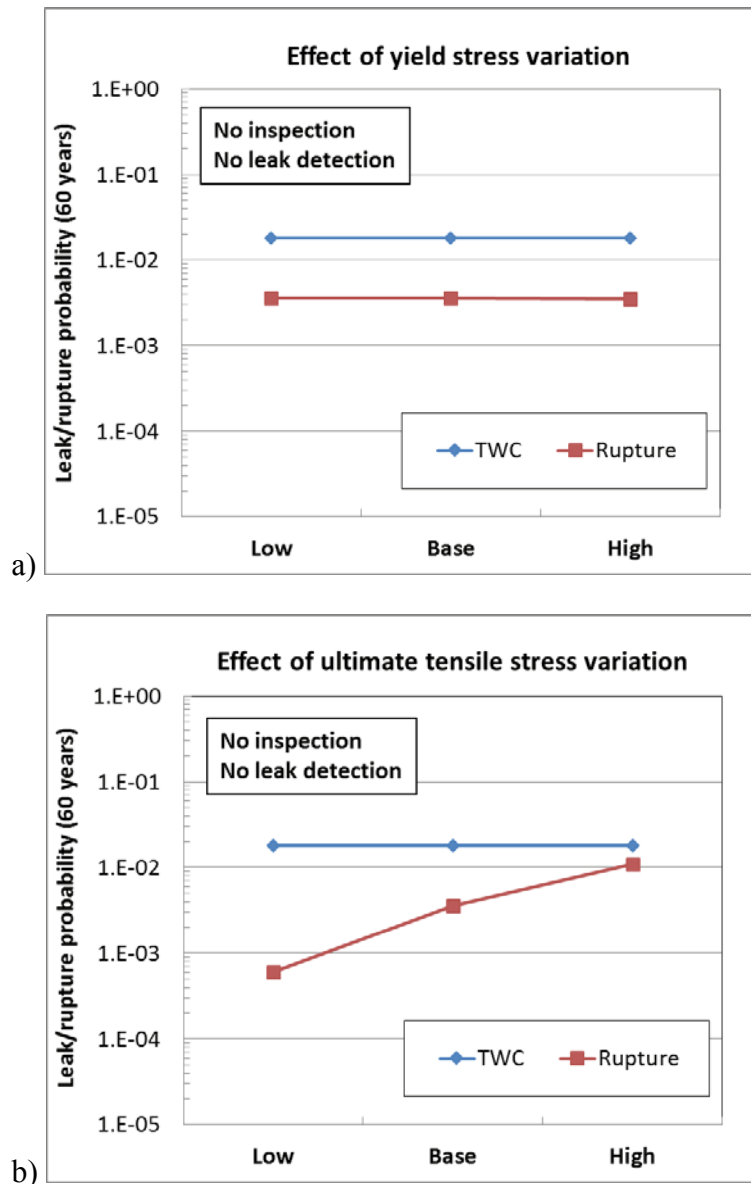 Effect of yield stress variation
1.E+00
1.E-01
1.E-02
1.E-03
1.E-04
1.E-05
Leak/rupture probability (60 years)
No inspection
No leak detection
TWC Rupture
Low Base High
a)
Effect of ultimate tensile stress variation
1.E+00
1.E-01
1.E-02
1.E-03
1.E-04
1.E-05
Leak/rupture probability (60 years)
No inspection
No leak detection
TWC Rupture
Low Base High
b)